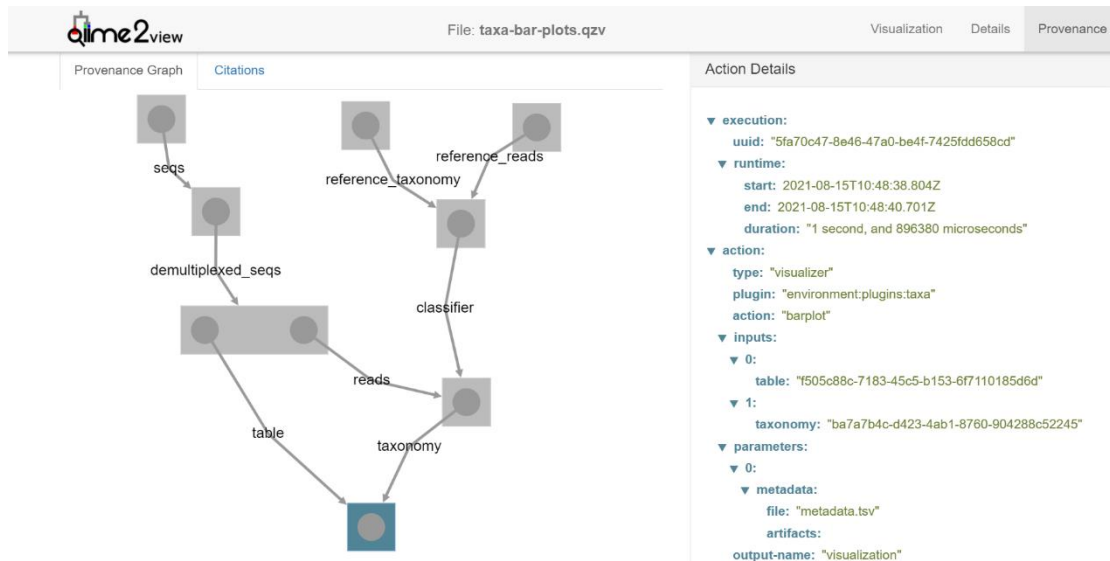 qiime2view File: taxa-bar-plots.qzv Visualization Details Provenance
Provenance Graph Citations Action Details
seqs
reference_reads
reference_taxonomy
demultiplexed_seqs
classifier
reads
table
taxonomy
▼ execution:
uuid: "5fa70c47-8e46-47a0-be4f-7425fdd658cd"
▼ runtime:
start: 2021-08-15T10:48:38.804Z
end: 2021-08-15T10:48:40.701Z
duration: "1 second, and 896380 microseconds"
▼ action:
type: "visualizer"
plugin: "environment:plugins:taxa"
action: "barplot"
▼ inputs:
▼ 0:
table: "f505c88c-7183-45c5-b153-6f7110185d6d"
▼ 1:
taxonomy: "ba7a7b4c-d423-4ab1-8760-904288c52245"
▼ parameters:
▼ 0:
▼ metadata:
file: "metadata.tsv"
artifacts:
output-name: "visualization"